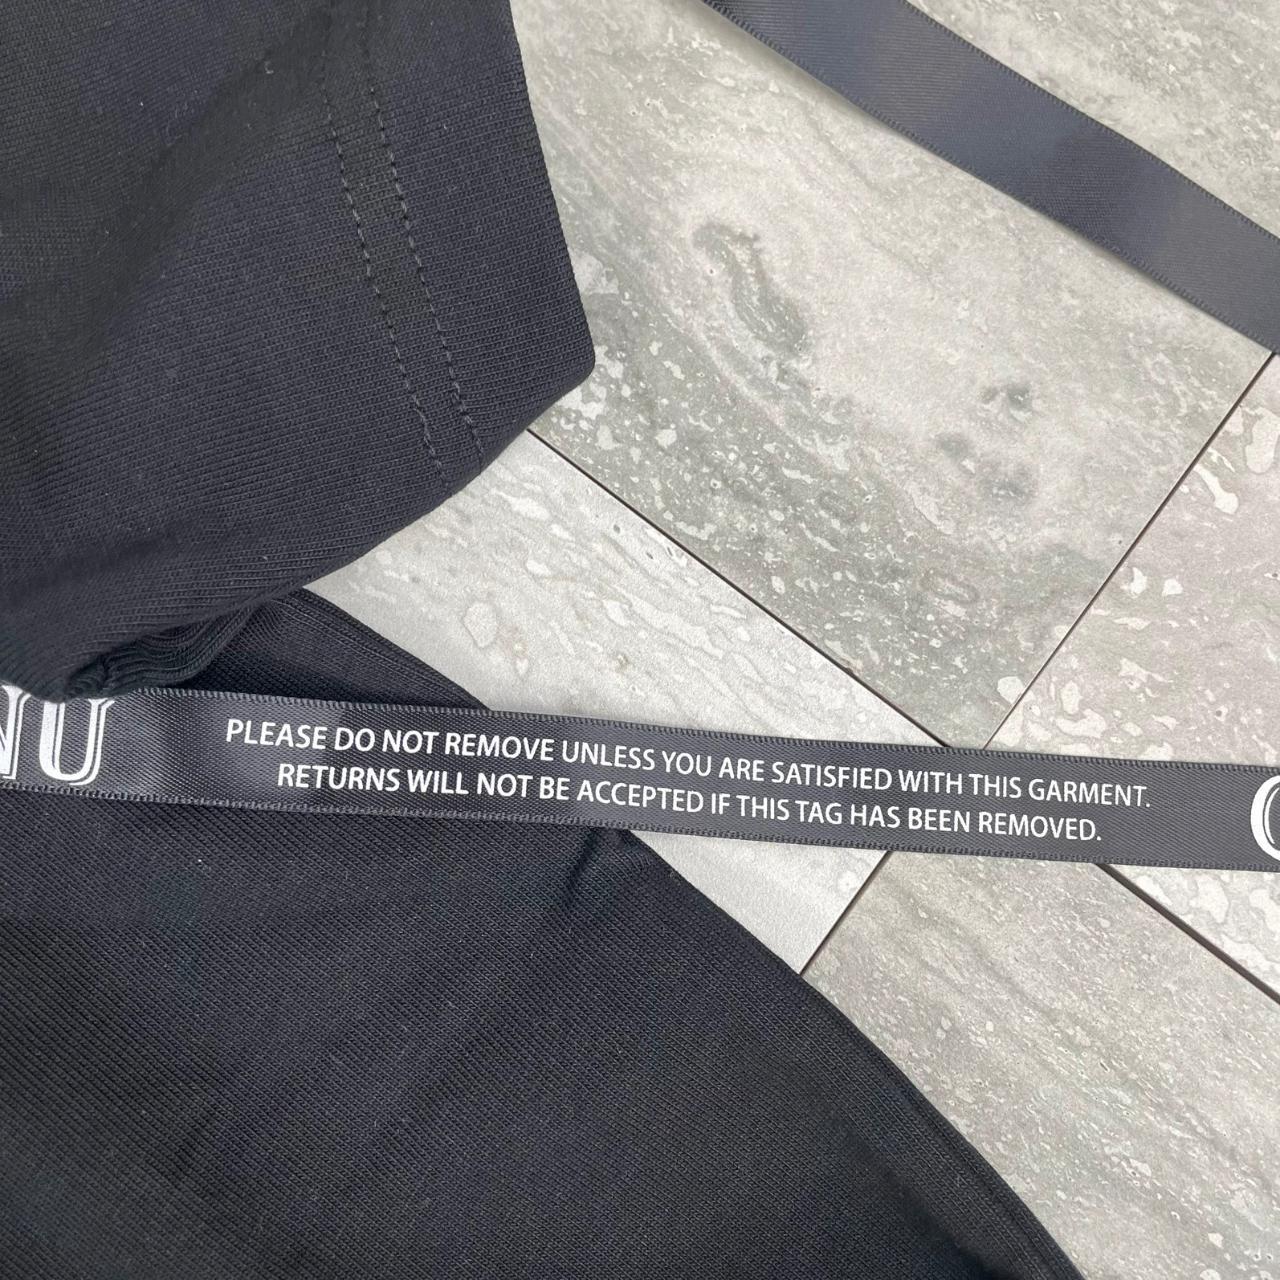 NU
PLEASE DO NOT REMOVE UNLESS YOU ARE SATISFIED WITH THIS GARMENT.
RETURNS WILL NOT BE ACCEPTED IF THIS TAG HAS BEEN REMOVED.